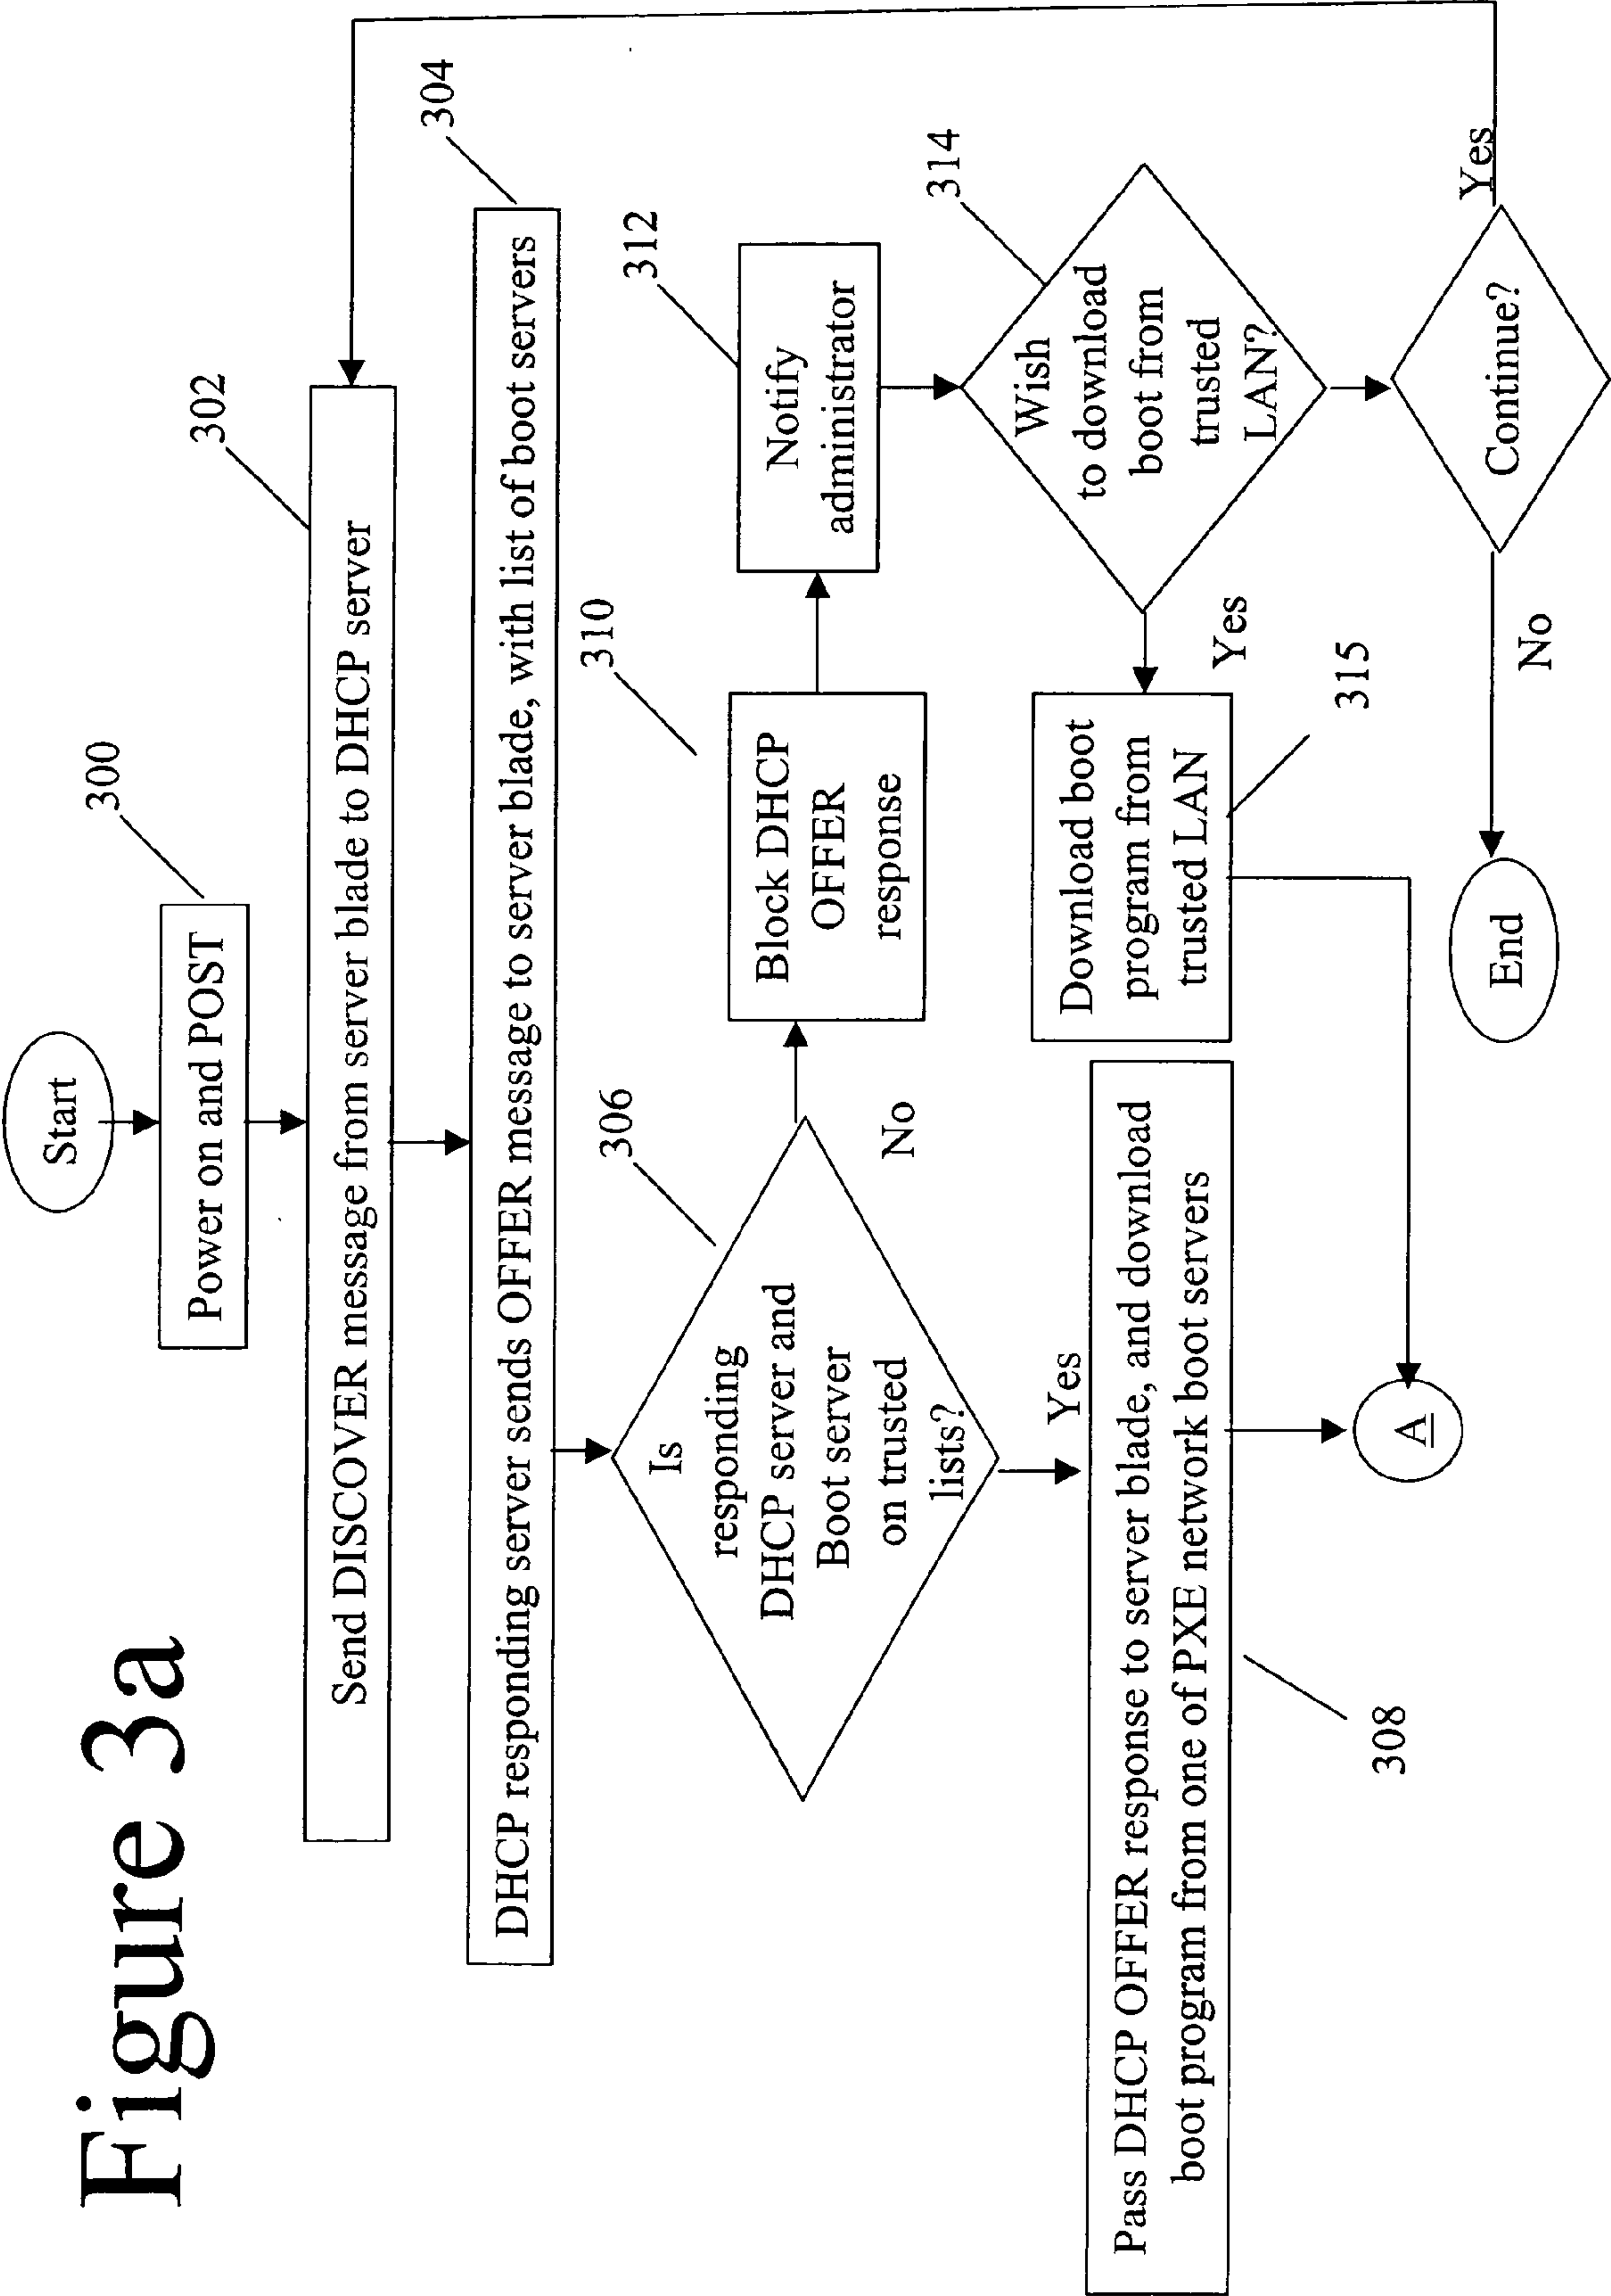 Figure 3a
Start
300
Power on and POST
302
Send DISCOVER message from server blade to DHCP server
304
DHCP responding server sends OFFER message to server blade, with list of boot servers
306
Is
responding
DHCP server and
Boot server
on trusted
lists?
No
310
Block DHCP
OFFER
response
312
Notify
administrator
314
Wish
to download
boot from
trusted
LAN?
Yes
Download boot
program from
trusted LAN
315
Yes
Pass DHCP OFFER response to server blade, and download
boot program from one of PXE network boot servers
308
A
Continue?
Yes
No
End